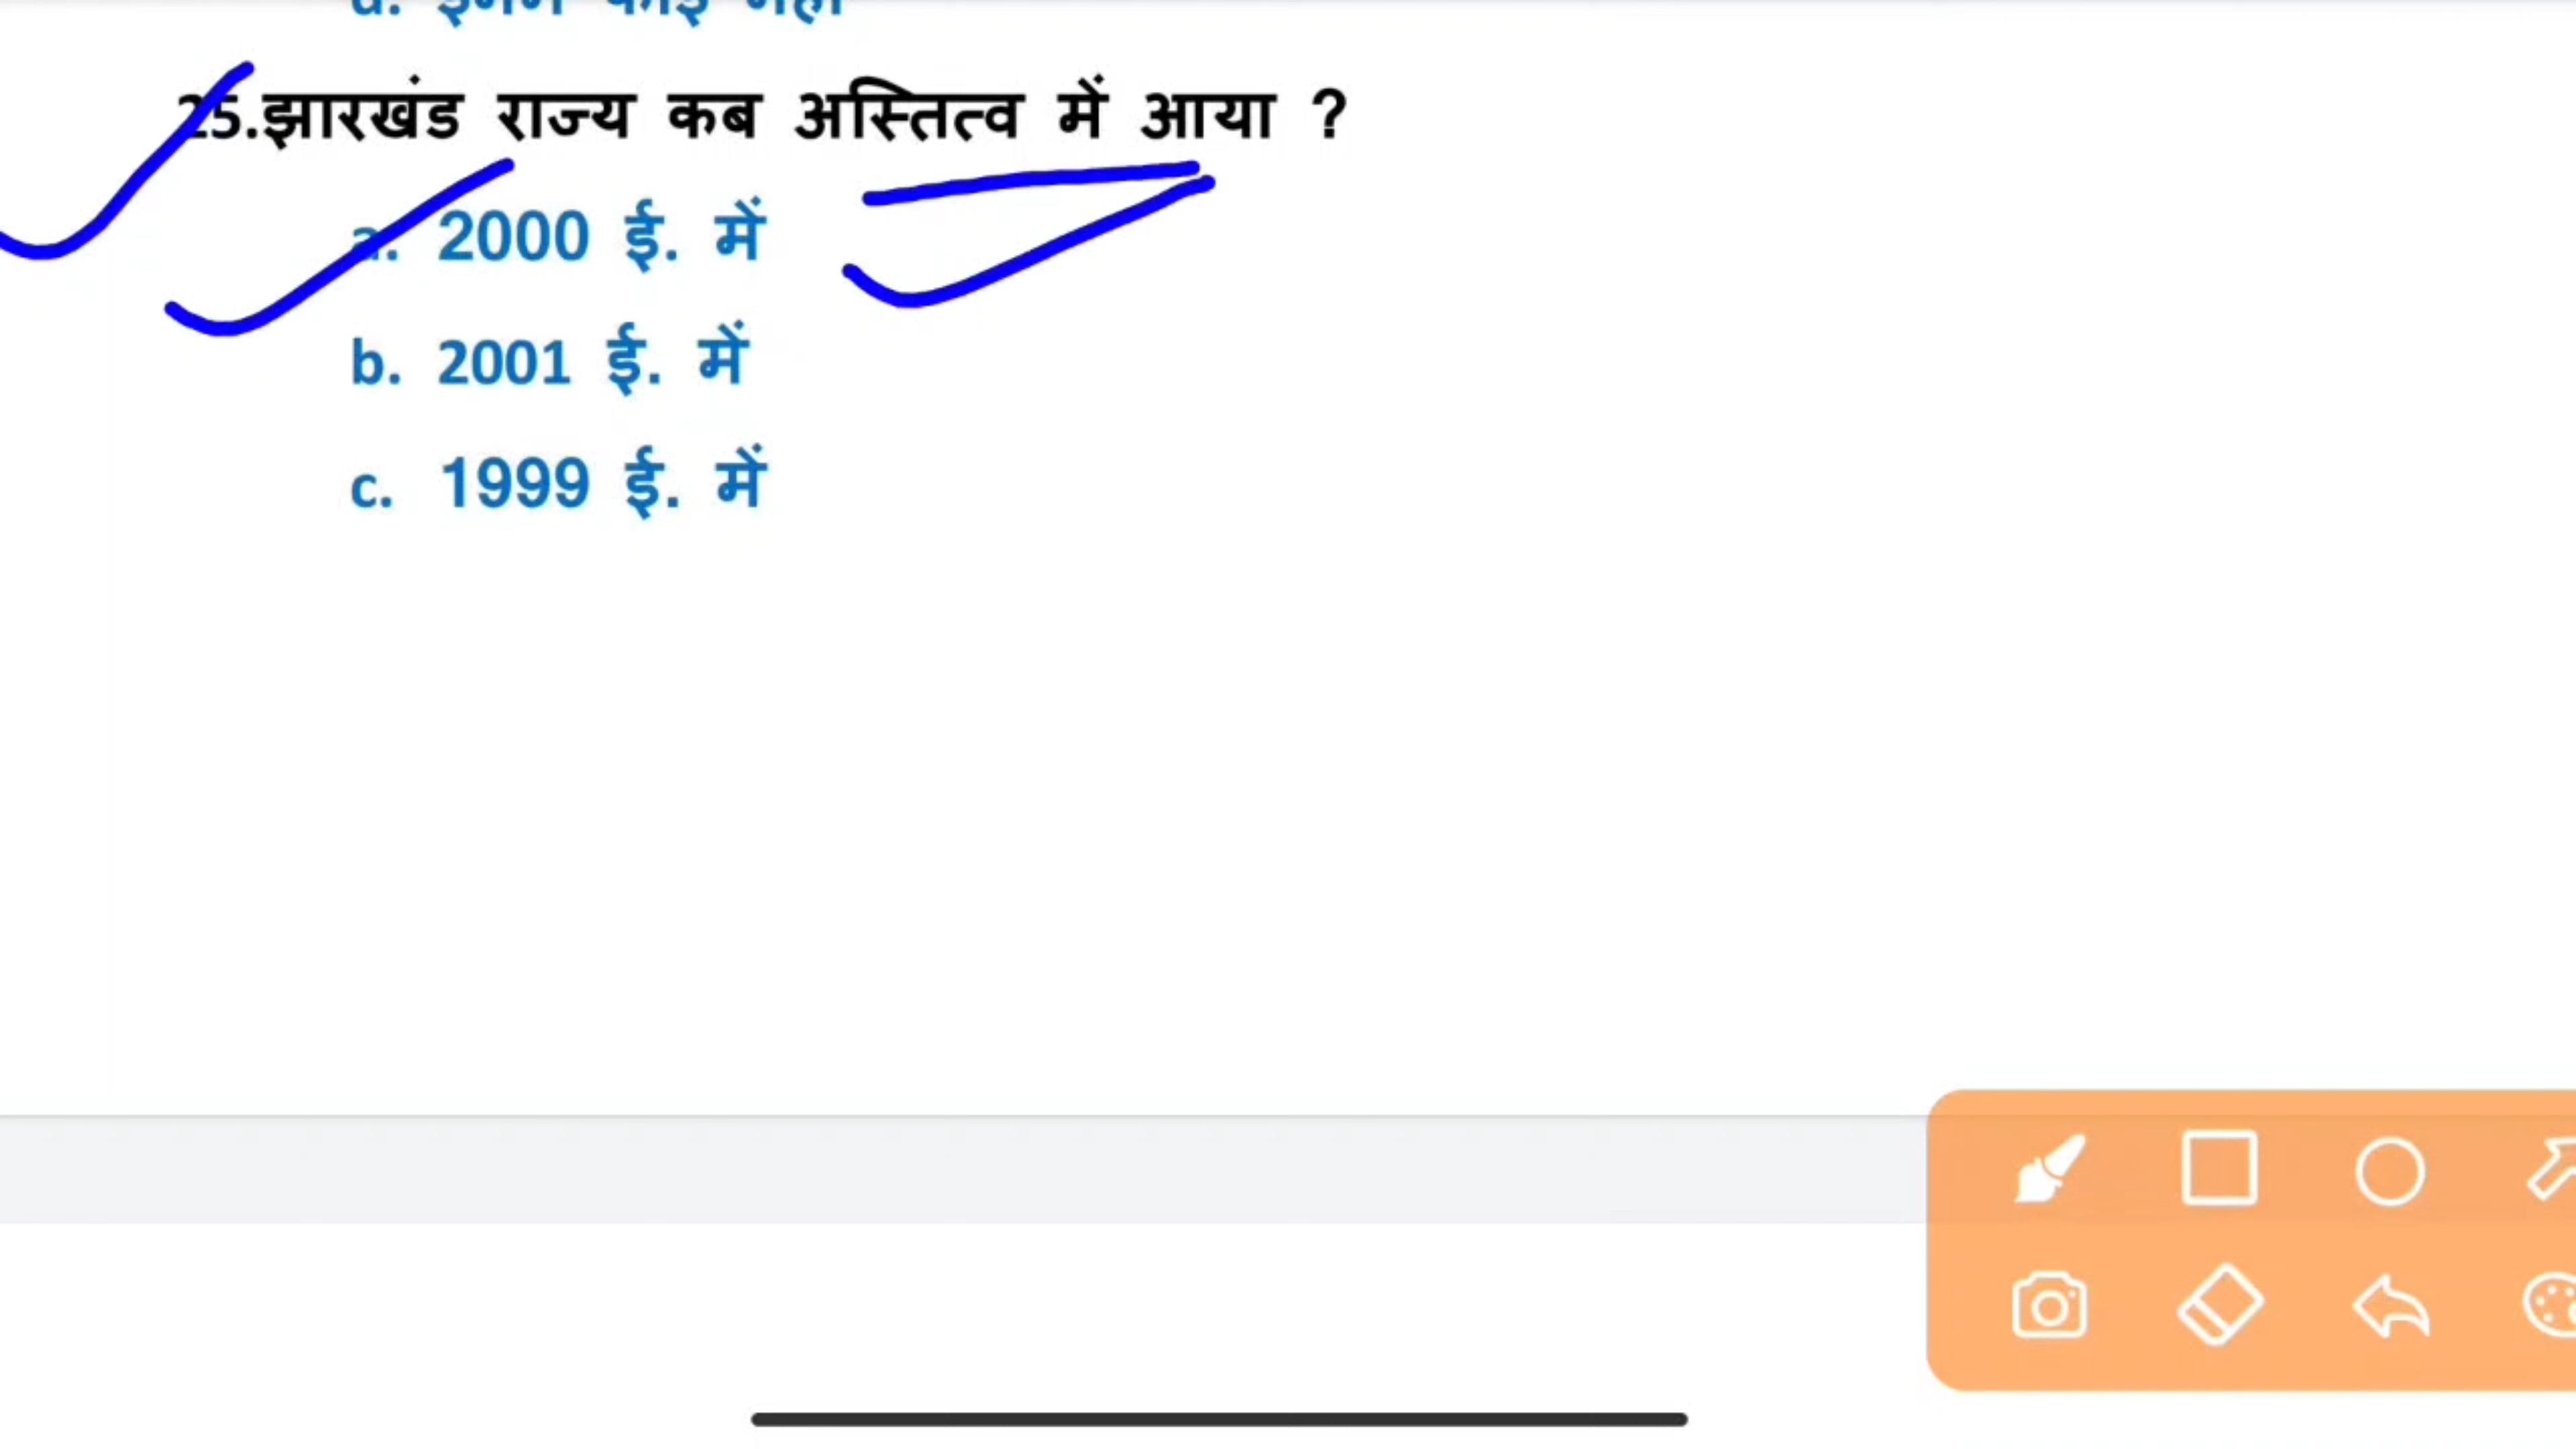 25.झारखंड राज्य कब अस्तित्व में आया ?
a. 2000 ई. में
b. 2001 ई. में
c. 1999 ई. में